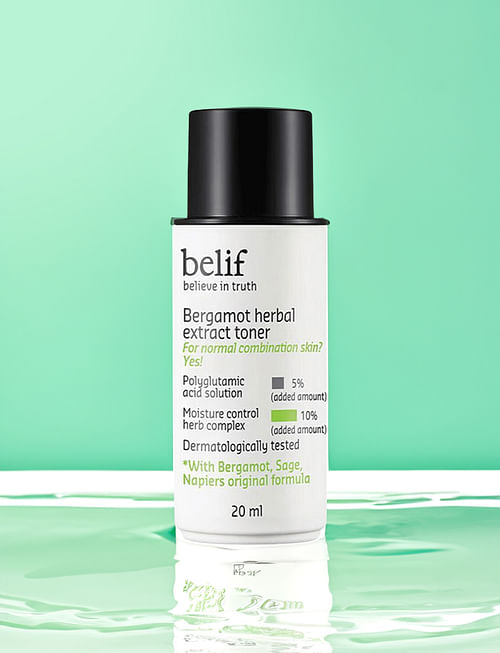 belif
believe in truth
Bergamot herbal
extract toner
For normal combination skin?
Yes!
Polyglutamic
acid solution
5%
(added amount)
Moisture control
herb complex
10%
(added amount)
Dermatologically tested
*With Bergamot, Sage,
Napiers original formula
20 ml